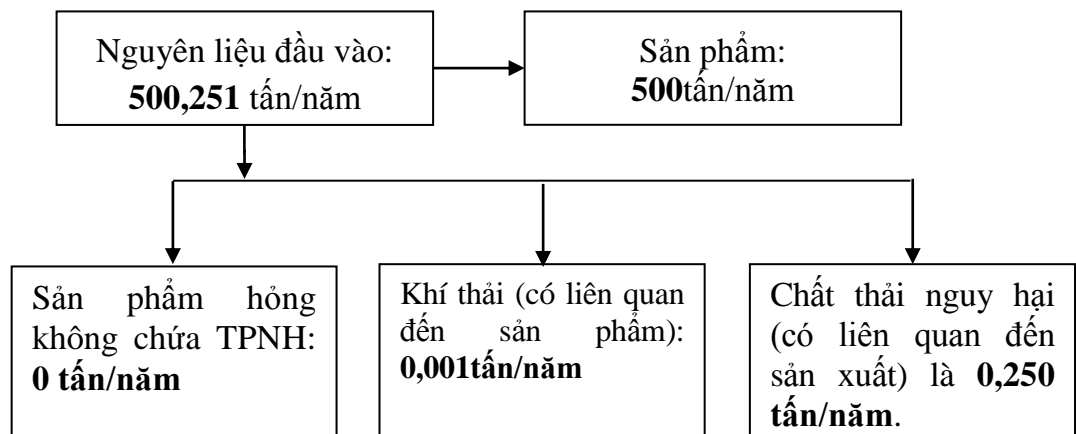 Nguyên liệu đầu vào:
500,251 tấn/năm
Sản phẩm:
500tấn/năm
Sản phẩm hỏng
không chứa TPNH:
0 tấn/năm
Khí thải (có liên quan
đến sản phẩm):
0,001tấn/năm
Chất thải nguy hại
(có liên quan đến
sản xuất) là 0,250
tấn/năm.